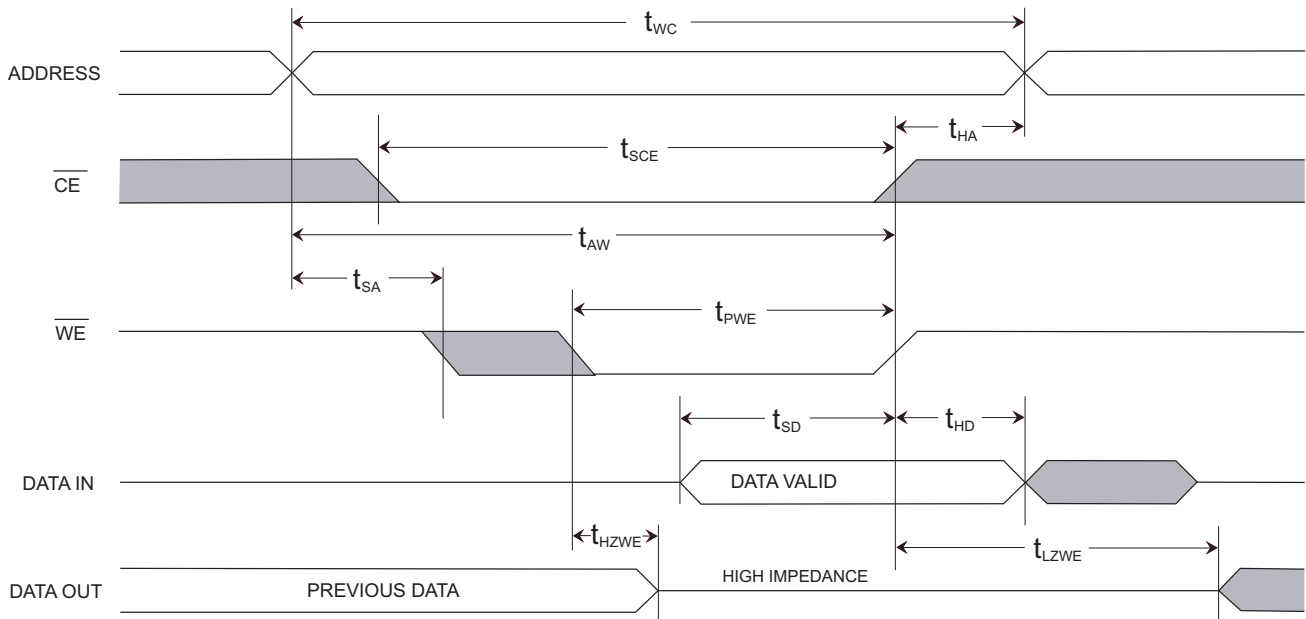 tWC
ADDRESS
tHA
tSCE
CE
tAW
tSA
tPWE
WE
tSD
tHD
DATA IN
DATA VALID
tHZWE
tLZWE
DATA OUT
PREVIOUS DATA
HIGH IMPEDANCE